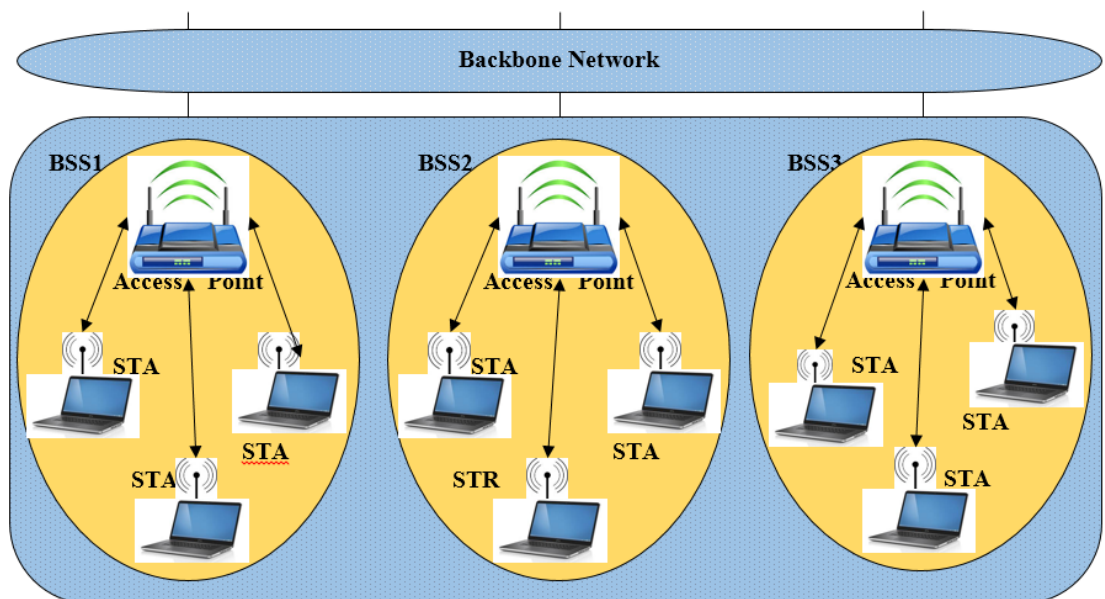 Backbone Network
BSS1
Access Point
STA
STA
STA
BSS2
Access Point
STA
STA
STR
BSS3
Access Point
STA
STA
STA